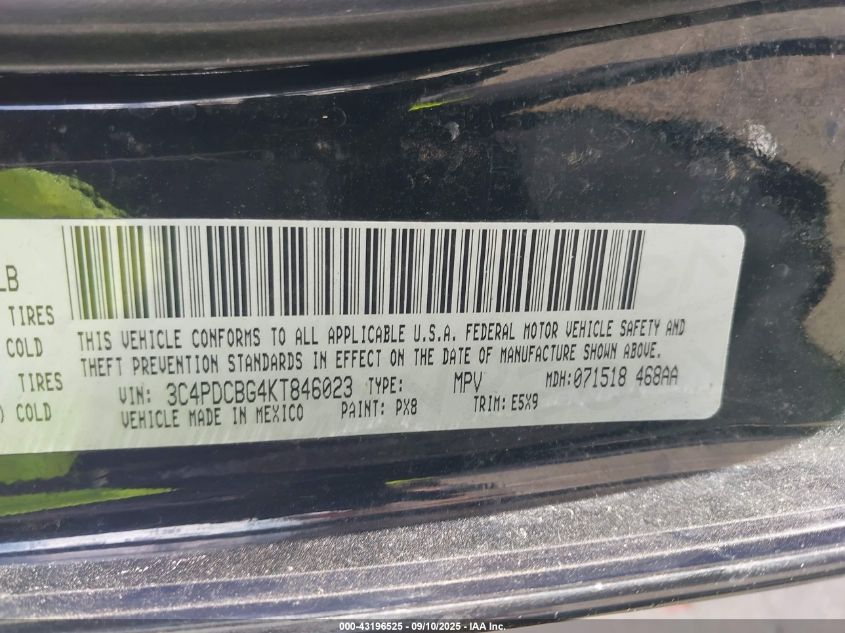 LB
TIRES
COLD
TIRES
) COLD
THIS VEHICLE CONFORMS TO ALL APPLICABLE U.S.A. FEDERAL MOTOR VEHICLE SAFETY AND
THEFT PREVENTION STANDARDS IN EFFECT ON THE DATE OF MANUFACTURE SHOWN ABOVE.
VIN: 3C4PDCBG4KT846023 TYPE: MPV MDH:071518 468AA
VEHICLE MADE IN MEXICO PAINT: PX8 TRIM: E5X9
000-43196525 - 09/10/2025 - IAA Inc.